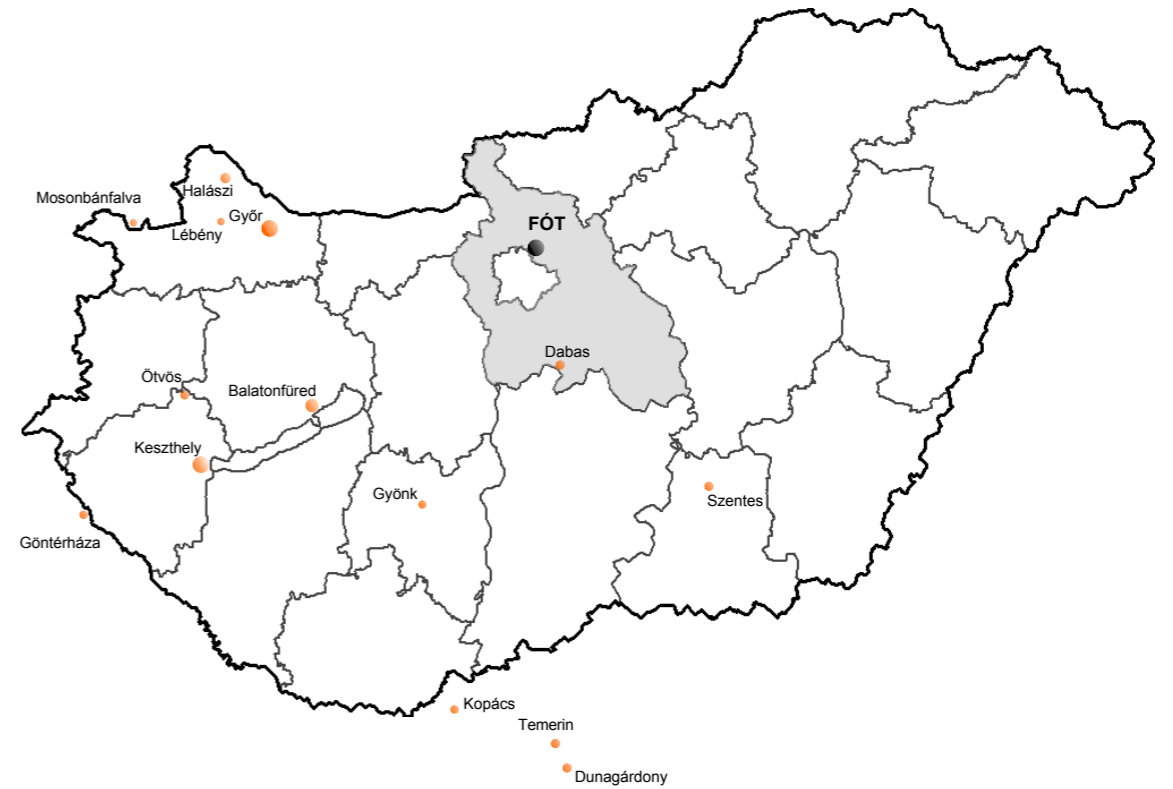 Halászi
Mosonbánfalva
Győr
Lébény
FÓT
Dabas
Ötvös
Balatonfüred
Keszthely
Gyönk
Szentes
Göntérháza
Kopács
Temerin
Dunagárdony